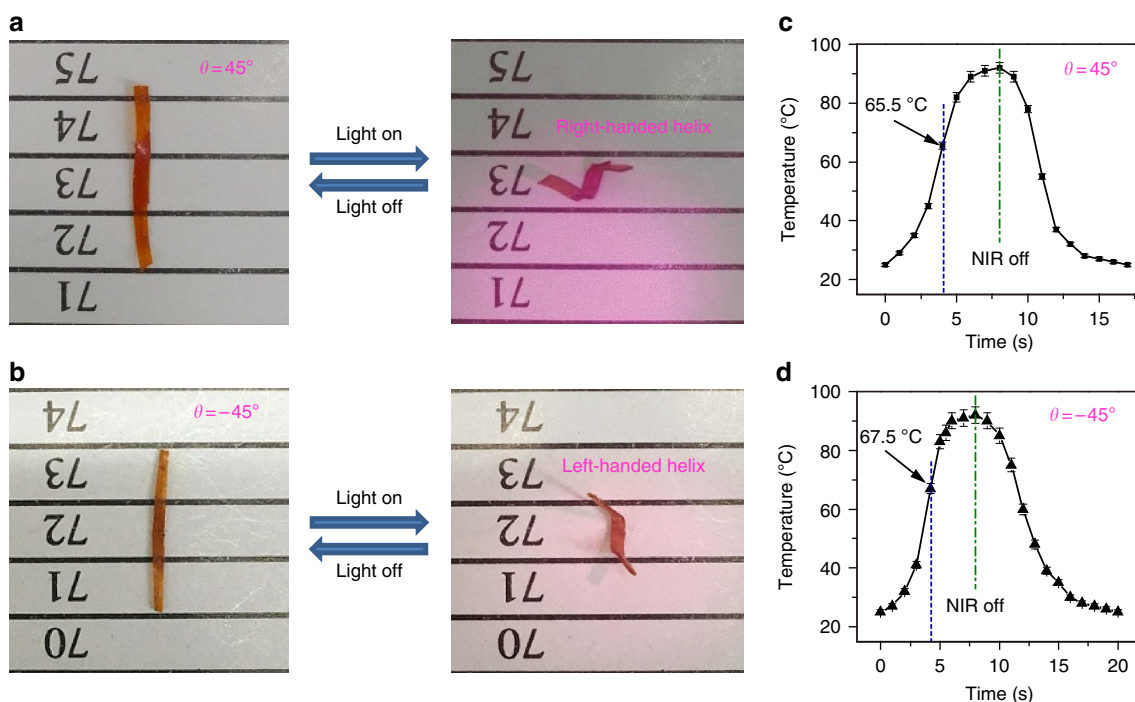 a
75
74
73
72
71
θ = 45°
Light on
Light off
75
74
73
72
71
Right-handed helix
b
74
73
72
71
70
θ = −45°
Light on
Light off
74
73
72
71
70
Left-handed helix
c
100
80
60
40
20
0
5
10
15
Temperature (°C)
Time (s)
65.5 °C
θ = 45°
NIR off
d
100
80
60
40
20
0
5
10
15
20
Temperature (°C)
Time (s)
67.5 °C
θ = −45°
NIR off